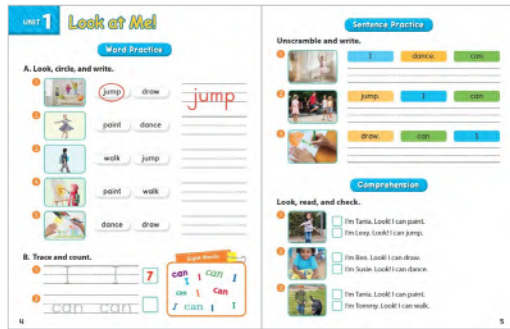 UNIT 1 Look at Me!
Word Practice
A. Look, circle, and write.
1 jump draw jump
2 paint dance
3 walk jump
4 paint walk
5 dance draw
B. Trace and count.
Sight Words
1 I I I 7
2 can can
can I can I
I
can I can
I can I I
4
Sentence Practice
Unscramble and write.
1 I dance. can
2 jump. I can
3 draw. can I
Comprehension
Look, read, and check.
1 I'm Tania. Look! I can paint.
I'm Lexy. Look! I can jump.
2 I'm Ben. Look! I can draw.
I'm Susie. Look! I can dance.
3 I'm Tania. Look! I can paint.
I'm Tommy. Look! I can walk.
5